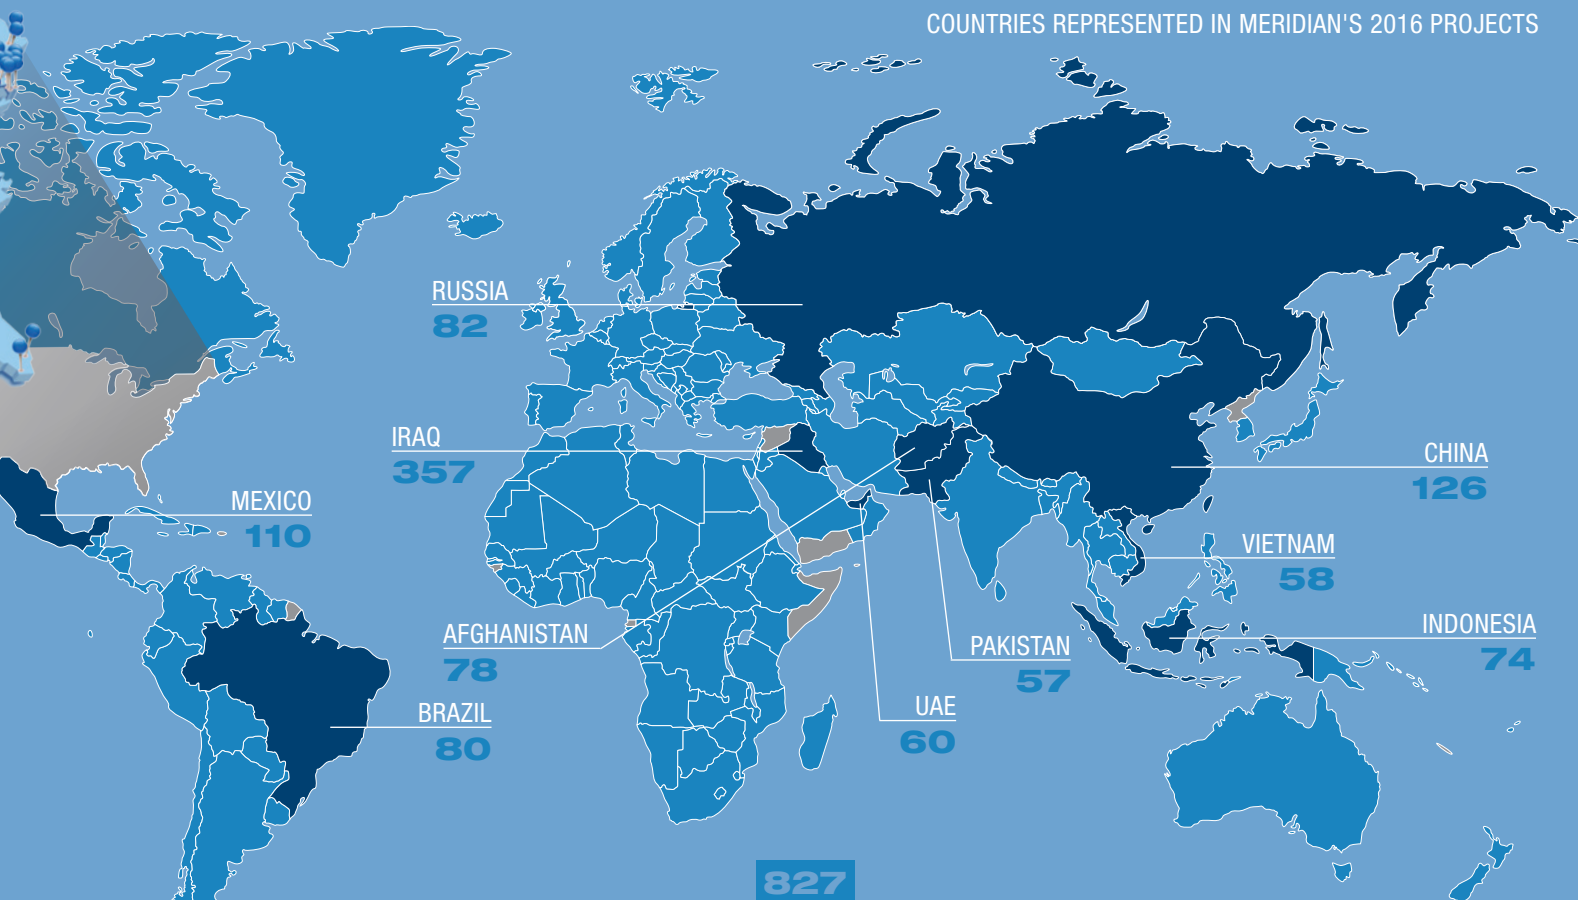 COUNTRIES REPRESENTED IN MERIDIAN'S 2016 PROJECTS
RUSSIA
82
IRAQ
357
MEXICO
110
CHINA
126
VIETNAM
58
INDONESIA
74
AFGHANISTAN
78
PAKISTAN
57
BRAZIL
80
UAE
60
827